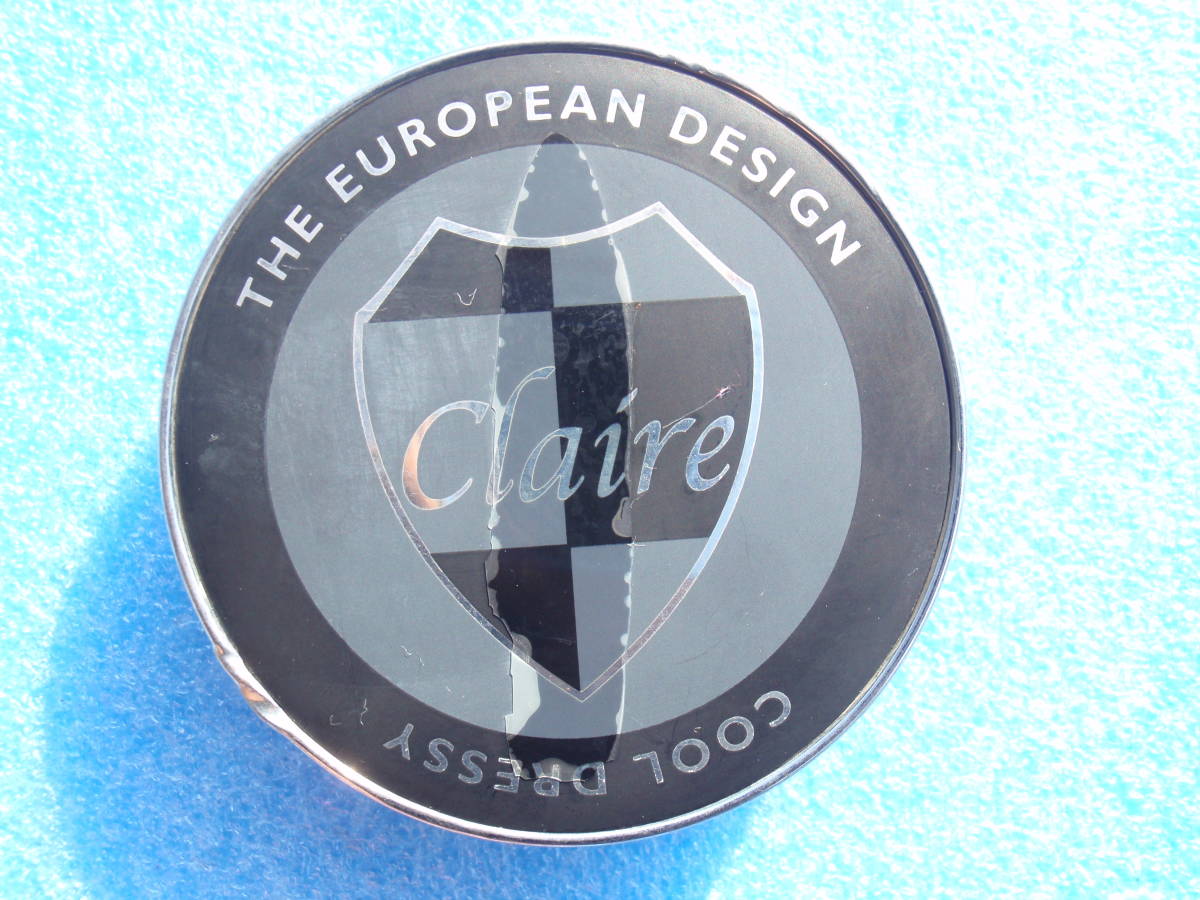 THE EUROPEAN DESIGN
Claire
COOL DRESSY